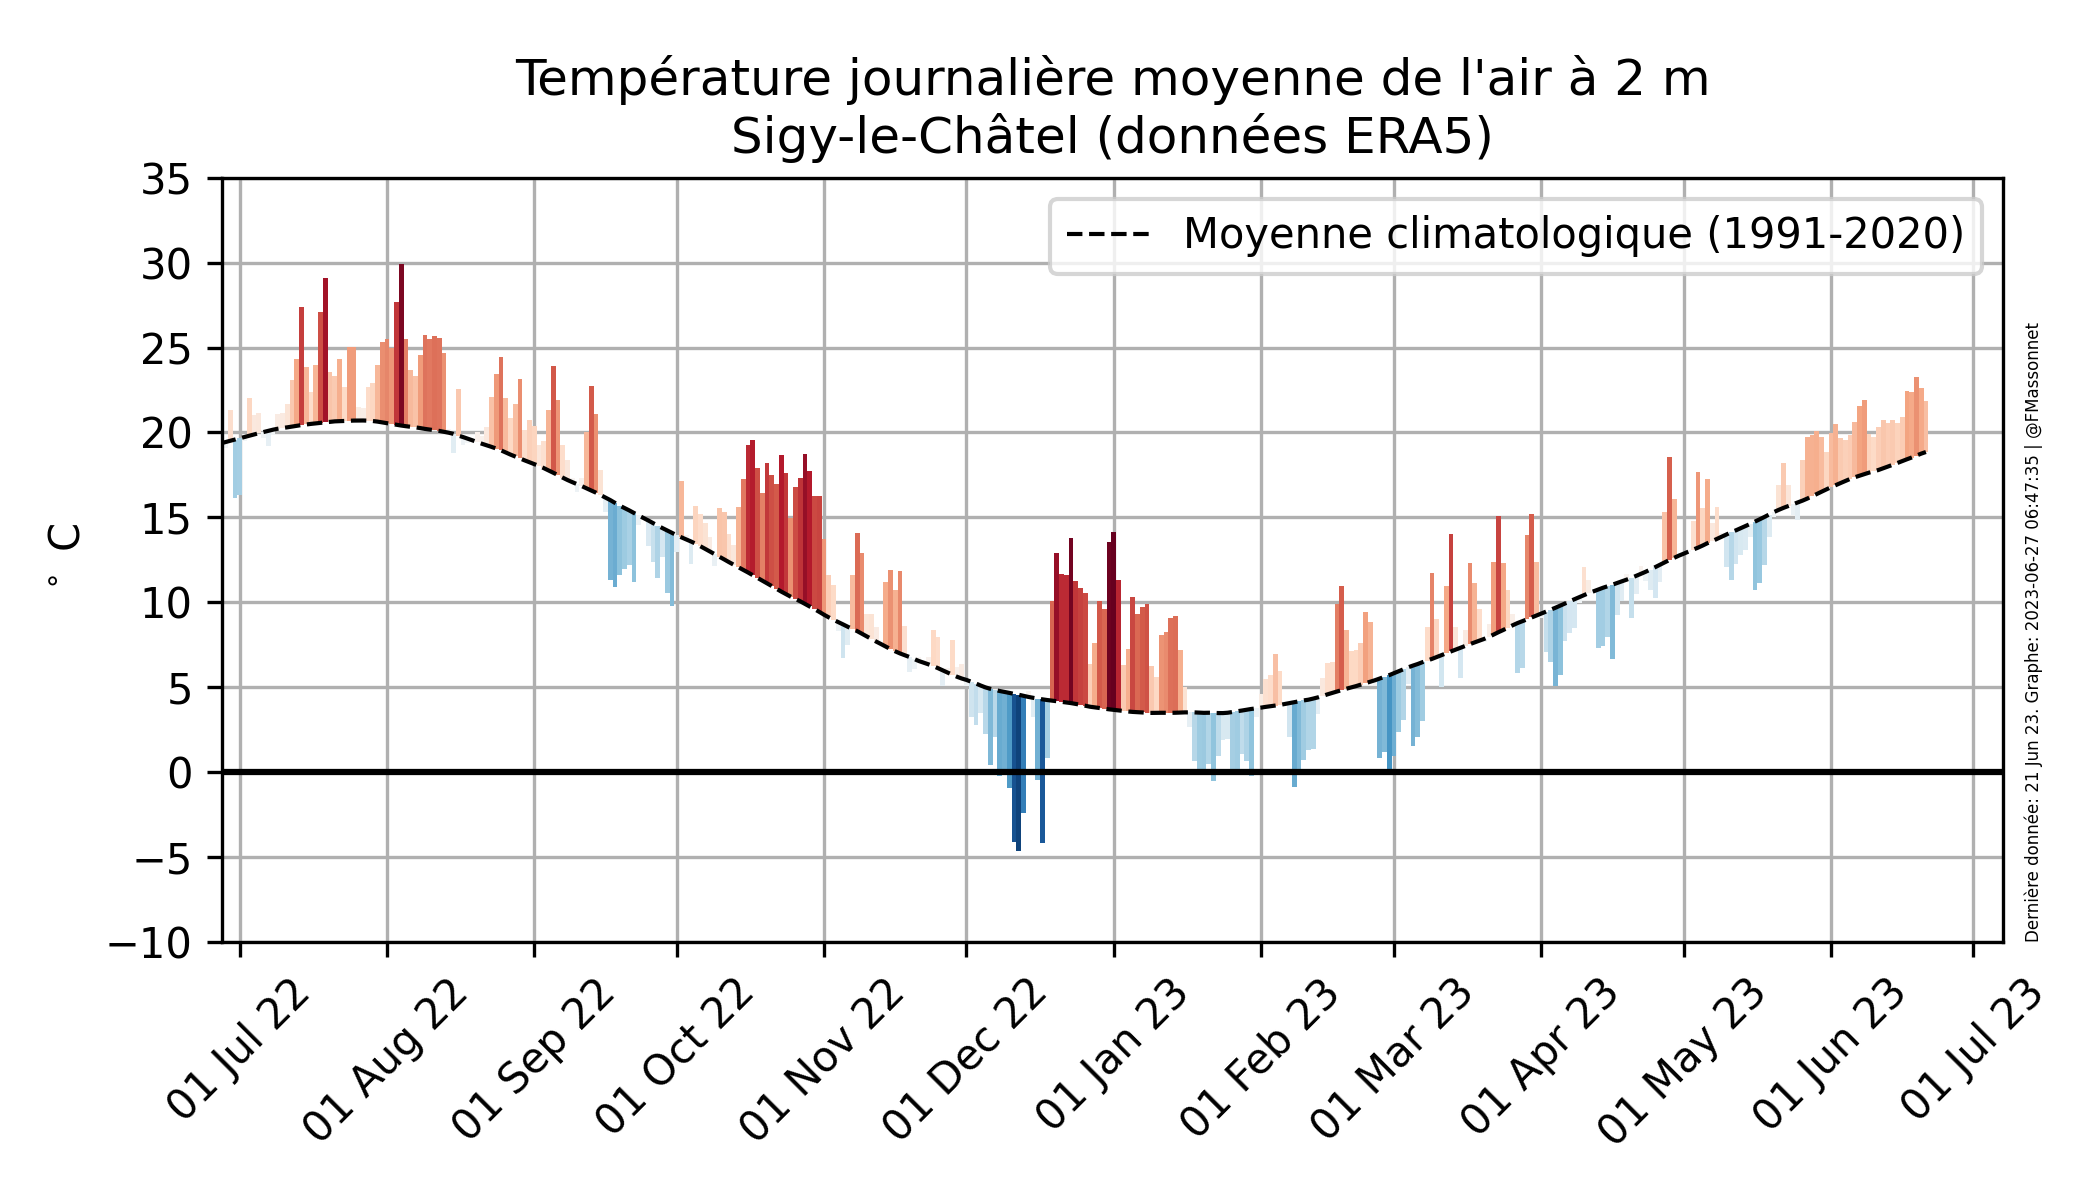 Température journalière moyenne de l'air à 2 m
Sigy-le-Châtel (données ERA5)
Moyenne climatologique (1991-2020)
35
30
25
20
15
10
5
0
−5
−10
° C
01 Jul 22
01 Aug 22
01 Sep 22
01 Oct 22
01 Nov 22
01 Dec 22
01 Jan 23
01 Feb 23
01 Mar 23
01 Apr 23
01 May 23
01 Jun 23
01 Jul 23
Dernière donnée: 21 Jun 23. Graphe: 2023-06-27 06:47:35 | @FMassonnet